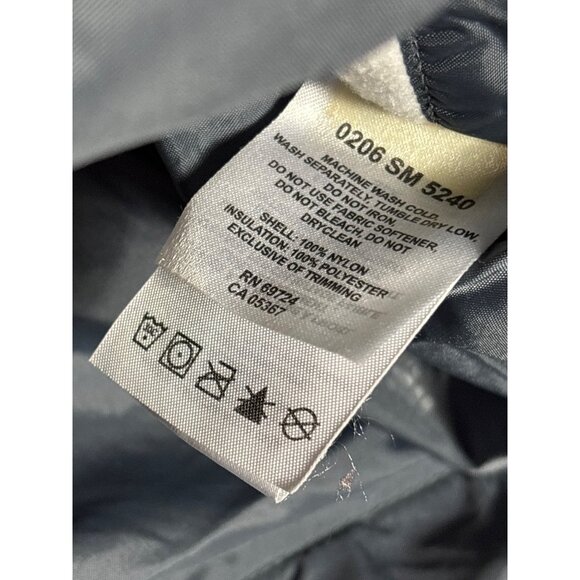 0206 SM 5240
MACHINE WASH COLD.
WASH SEPARATELY, TUMBLE DRY LOW.
DO NOT IRON.
DO NOT USE FABRIC SOFTENER.
DO NOT BLEACH, DO NOT
DRYCLEAN
SHELL: 100% NYLON
INSULATION: 100% POLYESTER
EXCLUSIVE OF TRIMMING
RN 69724
CA 05367